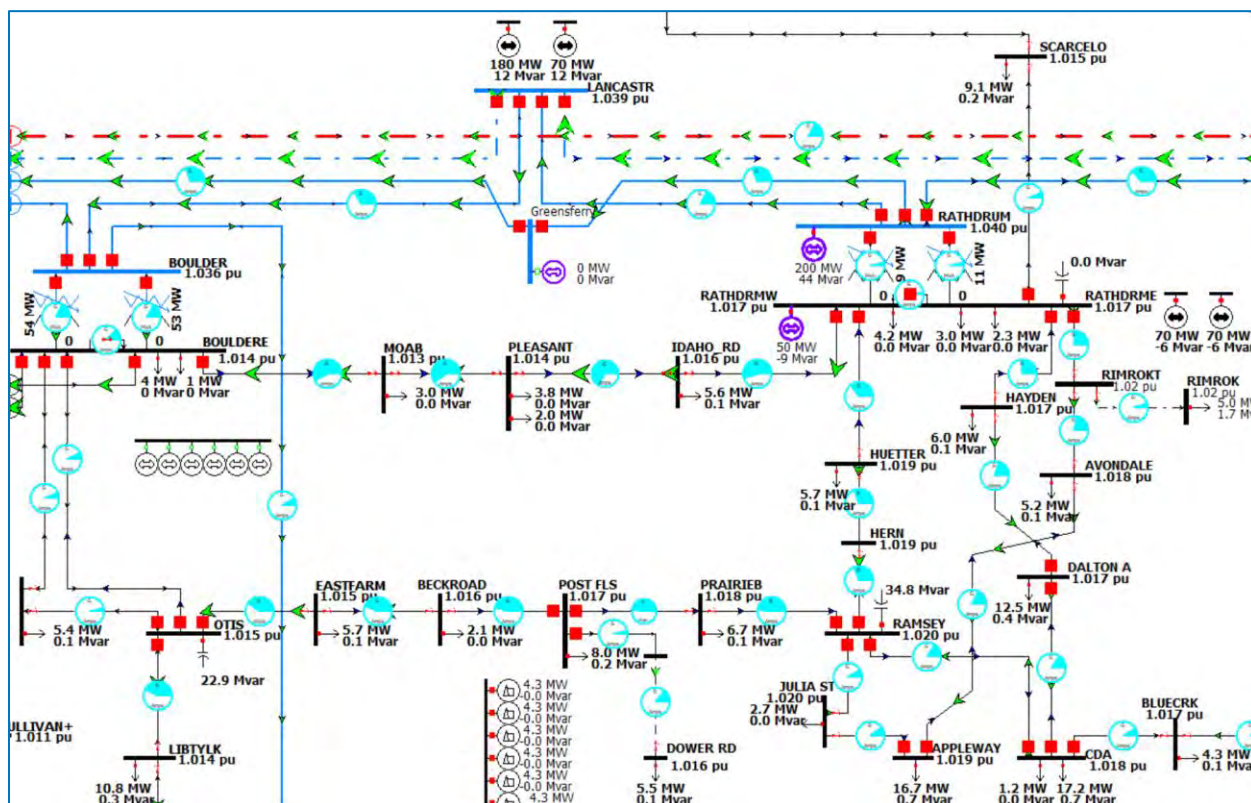 180 MW
12 Mvar
70 MW
12 Mvar
LANCASTR
1.039 pu
SCARCELO
1.015 pu
9.1 MW
0.2 Mvar
Greensferry
0 MW
0 Mvar
RATHDRUM
1.040 pu
200 MW
44 Mvar
9 MW
11 MW
0.0 Mvar
BOULDER
1.036 pu
54 MW
53 MW
0
0
0
0
RATHDRMW
1.017 pu
RATHDRME
1.017 pu
50 MW
-9 Mvar
4.2 MW
0.0 Mvar
3.0 MW
0.0 Mvar
2.3 MW
0.0 Mvar
70 MW
-6 Mvar
70 MW
-6 Mvar
BOULDERE
1.014 pu
4 MW
0 Mvar
1 MW
0 Mvar
MOAB
1.013 pu
3.0 MW
0.0 Mvar
PLEASANT
1.014 pu
3.8 MW
0.0 Mvar
2.0 MW
0.0 Mvar
IDAHO_RD
1.016 pu
5.6 MW
0.1 Mvar
RIMROKT
1.02 pu
RIMROK
1.02 pu
5.0 M
1.7 M
HAYDEN
1.017 pu
6.0 MW
0.1 Mvar
HUETTER
1.019 pu
5.7 MW
0.1 Mvar
AVONDALE
1.018 pu
5.2 MW
0.1 Mvar
HERN
1.019 pu
34.8 Mvar
DALTON A
1.017 pu
12.5 MW
0.4 Mvar
5.4 MW
0.1 Mvar
OTIS
1.015 pu
22.9 Mvar
EASTFARM
1.015 pu
5.7 MW
0.1 Mvar
BECKROAD
1.016 pu
2.1 MW
0.0 Mvar
POST FLS
1.017 pu
8.0 MW
0.2 Mvar
PRAIRIEB
1.018 pu
6.7 MW
0.1 Mvar
RAMSEY
1.020 pu
JULIA ST
1.020 pu
2.7 MW
0.0 Mvar
ULLIVAN+
1.011 pu
LIBTYLK
1.014 pu
10.8 MW
0.3 Mvar
4.3 MW
-0.0 Mvar
4.3 MW
-0.0 Mvar
4.3 MW
-0.0 Mvar
4.3 MW
-0.0 Mvar
4.3 MW
-0.0 Mvar
4.3 MW
DOWER RD
1.016 pu
5.5 MW
0.1 Mvar
APPLEWAY
1.019 pu
16.7 MW
0.7 Mvar
CDA
1.018 pu
1.2 MW
0.0 Mvar
17.2 MW
0.7 Mvar
BLUECRK
1.017 pu
4.3 MW
0.1 Mvar